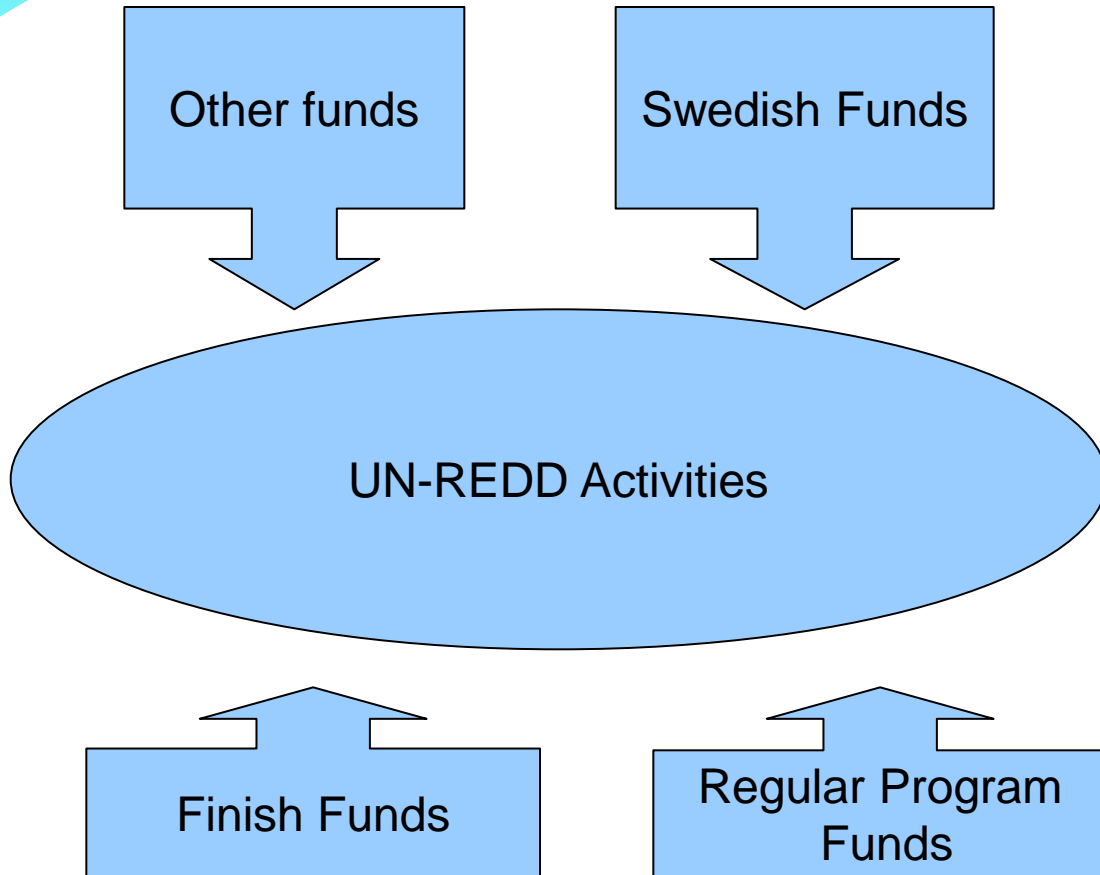 Other funds
Swedish Funds
UN-REDD Activities
Finish Funds
Regular Program
Funds